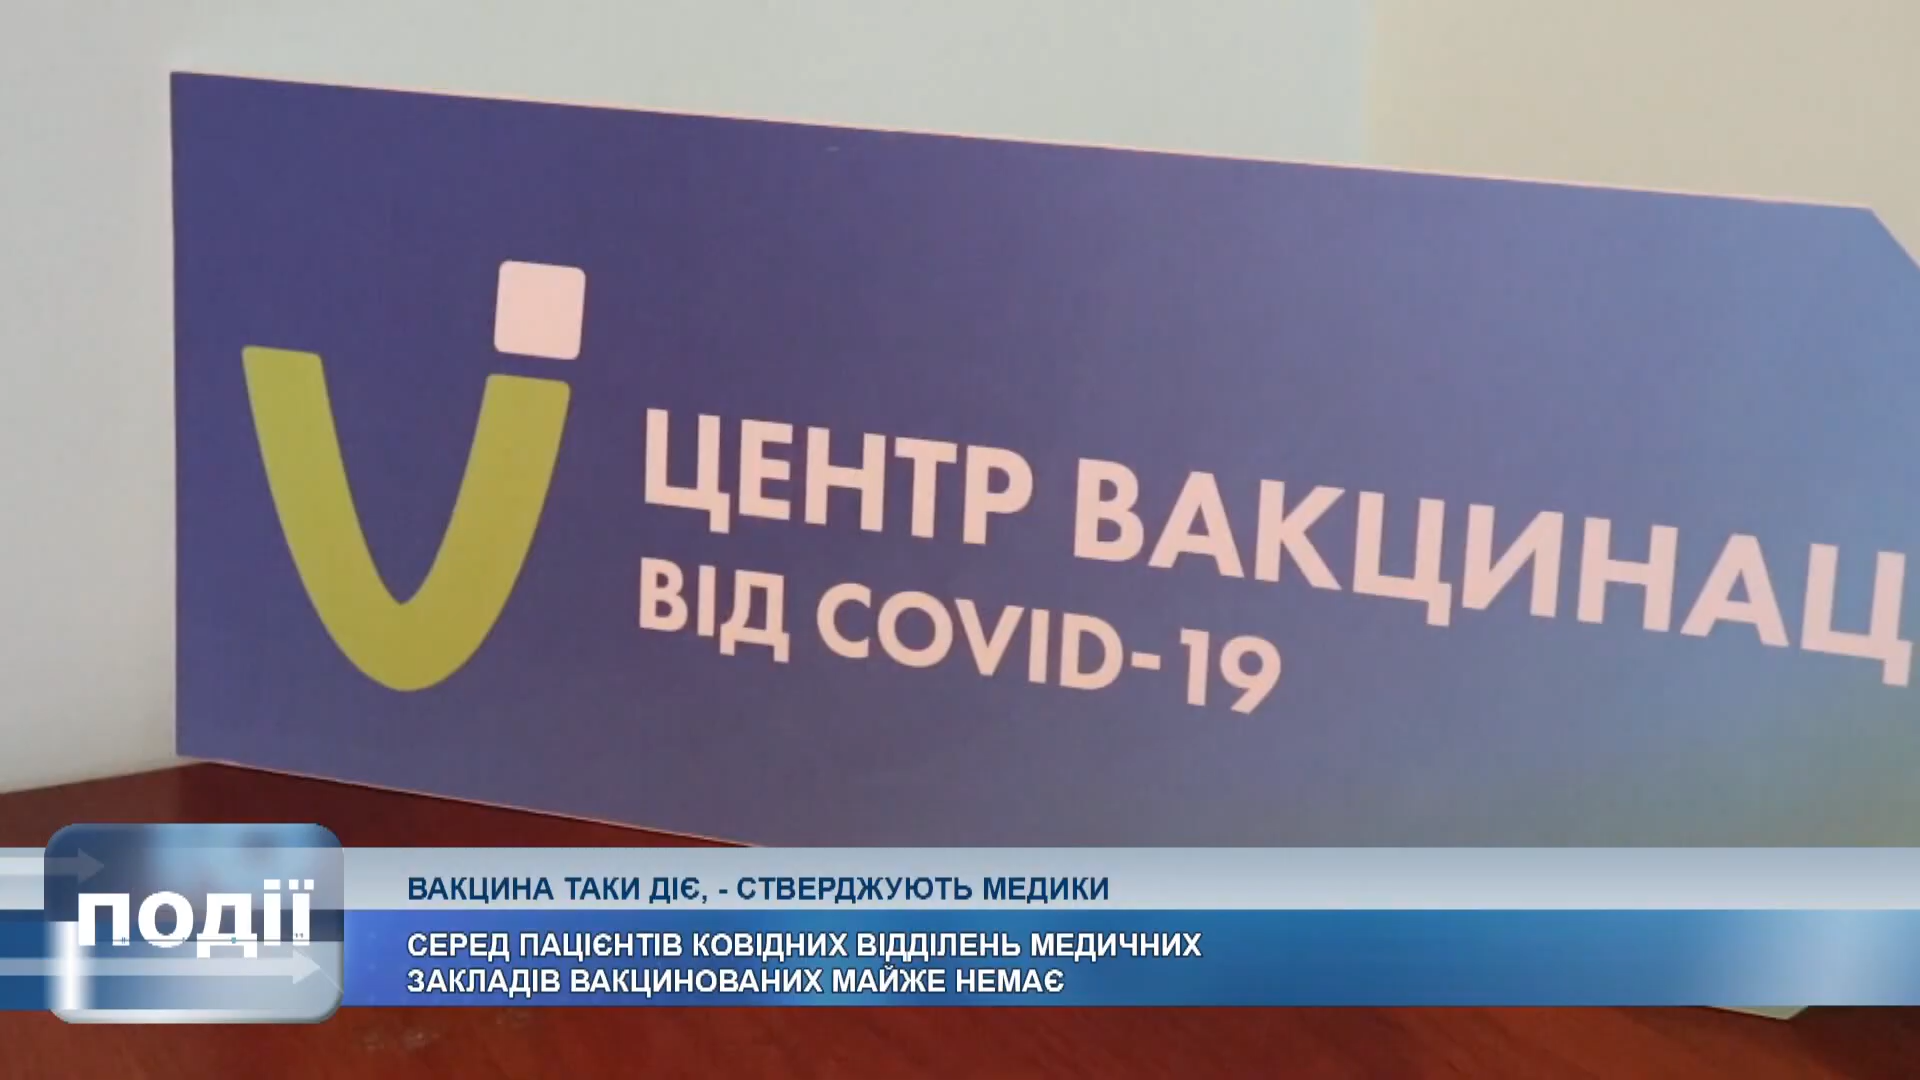 ЦЕНТР ВАКЦИНАЦ
ВІД COVID-19
ПОДІЇ
ВАКЦИНА ТАКИ ДІЄ, - СТВЕРДЖУЮТЬ МЕДИКИ
СЕРЕД ПАЦІЄНТІВ КОВІДНИХ ВІДДІЛЕНЬ МЕДИЧНИХ
ЗАКЛАДІВ ВАКЦИНОВАНИХ МАЙЖЕ НЕМАЄ